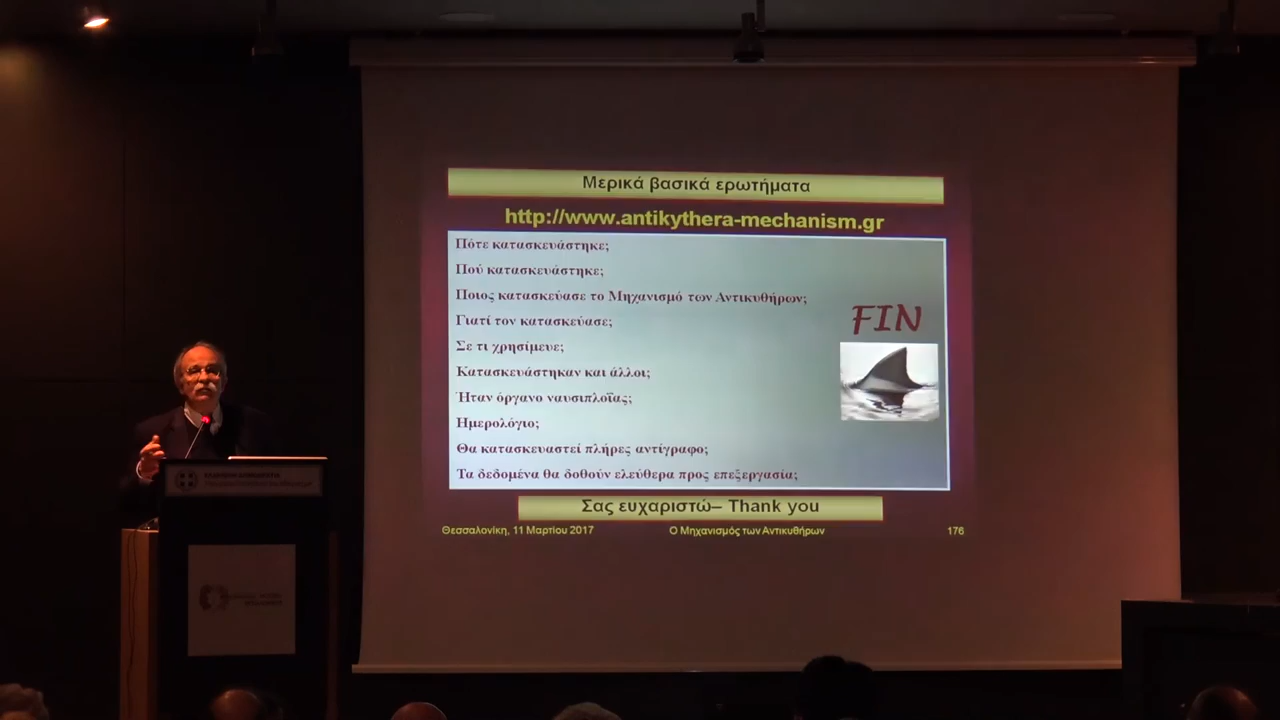 Μερικά βασικά ερωτήματα
http://www.antikythera-mechanism.gr
Πότε κατασκευάστηκε;
Πού κατασκευάστηκε;
Ποιος κατασκεύασε το Μηχανισμό των Αντικυθήρων;
Γιατί τον κατασκεύασε;
Σε τι χρησίμευε;
Κατασκευάστηκαν και άλλοι;
Ήταν όργανο ναυσιπλοΐας;
Ημερολόγιο;
Θα κατασκευαστεί πλήρες αντίγραφο;
Τα δεδομένα θα δοθούν ελεύθερα προς επεξεργασία;
FIN
Σας ευχαριστώ– Thank you
Θεσσαλονίκη, 11 Μαρτίου 2017 Ο Μηχανισμός των Αντικυθήρων 176